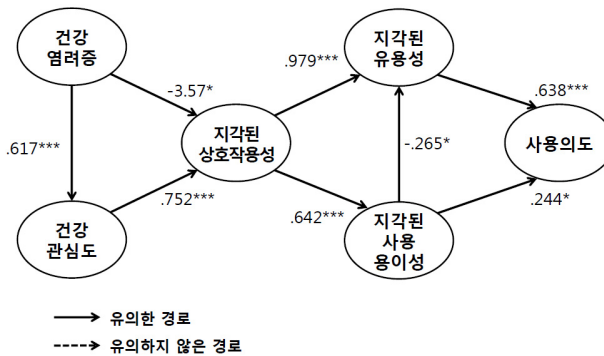 건강
염려증
지각된
유용성
.979***
.638***
-3.57*
.617***
지각된
상호작용성
-.265*
사용의도
.752***
.642***
.244*
건강
관심도
지각된
사용
용이성
유의한 경로
유의하지 않은 경로